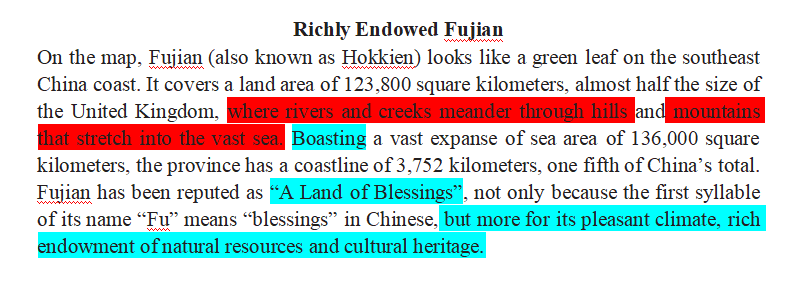 Richly Endowed Fujian
On the map, Fujian (also known as Hokkien) looks like a green leaf on the southeast
China coast. It covers a land area of 123,800 square kilometers, almost half the size of
the United Kingdom, where rivers and creeks meander through hills and mountains
that stretch into the vast sea. Boasting a vast expanse of sea area of 136,000 square
kilometers, the province has a coastline of 3,752 kilometers, one fifth of China’s total.
Fujian has been reputed as “A Land of Blessings”, not only because the first syllable
of its name “Fu” means “blessings” in Chinese, but more for its pleasant climate, rich
endowment of natural resources and cultural heritage.